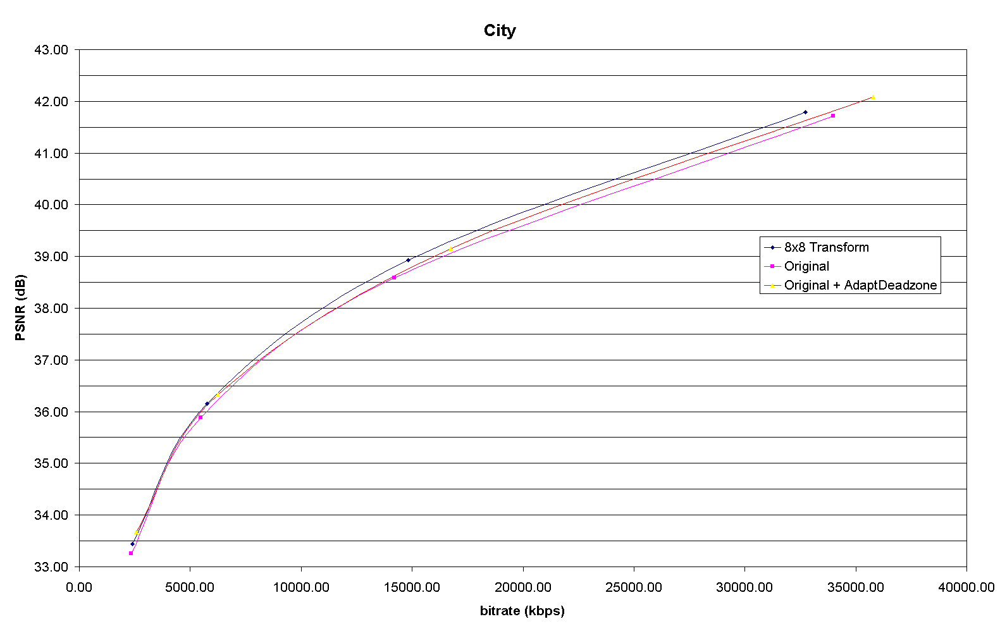 City
43.00
42.00
41.00
40.00
39.00
38.00
37.00
36.00
35.00
34.00
33.00
PSNR (dB)
8x8 Transform
Original
Original + AdaptDeadzone
0.00 5000.00 10000.00 15000.00 20000.00 25000.00 30000.00 35000.00 40000.00
bitrate (kbps)